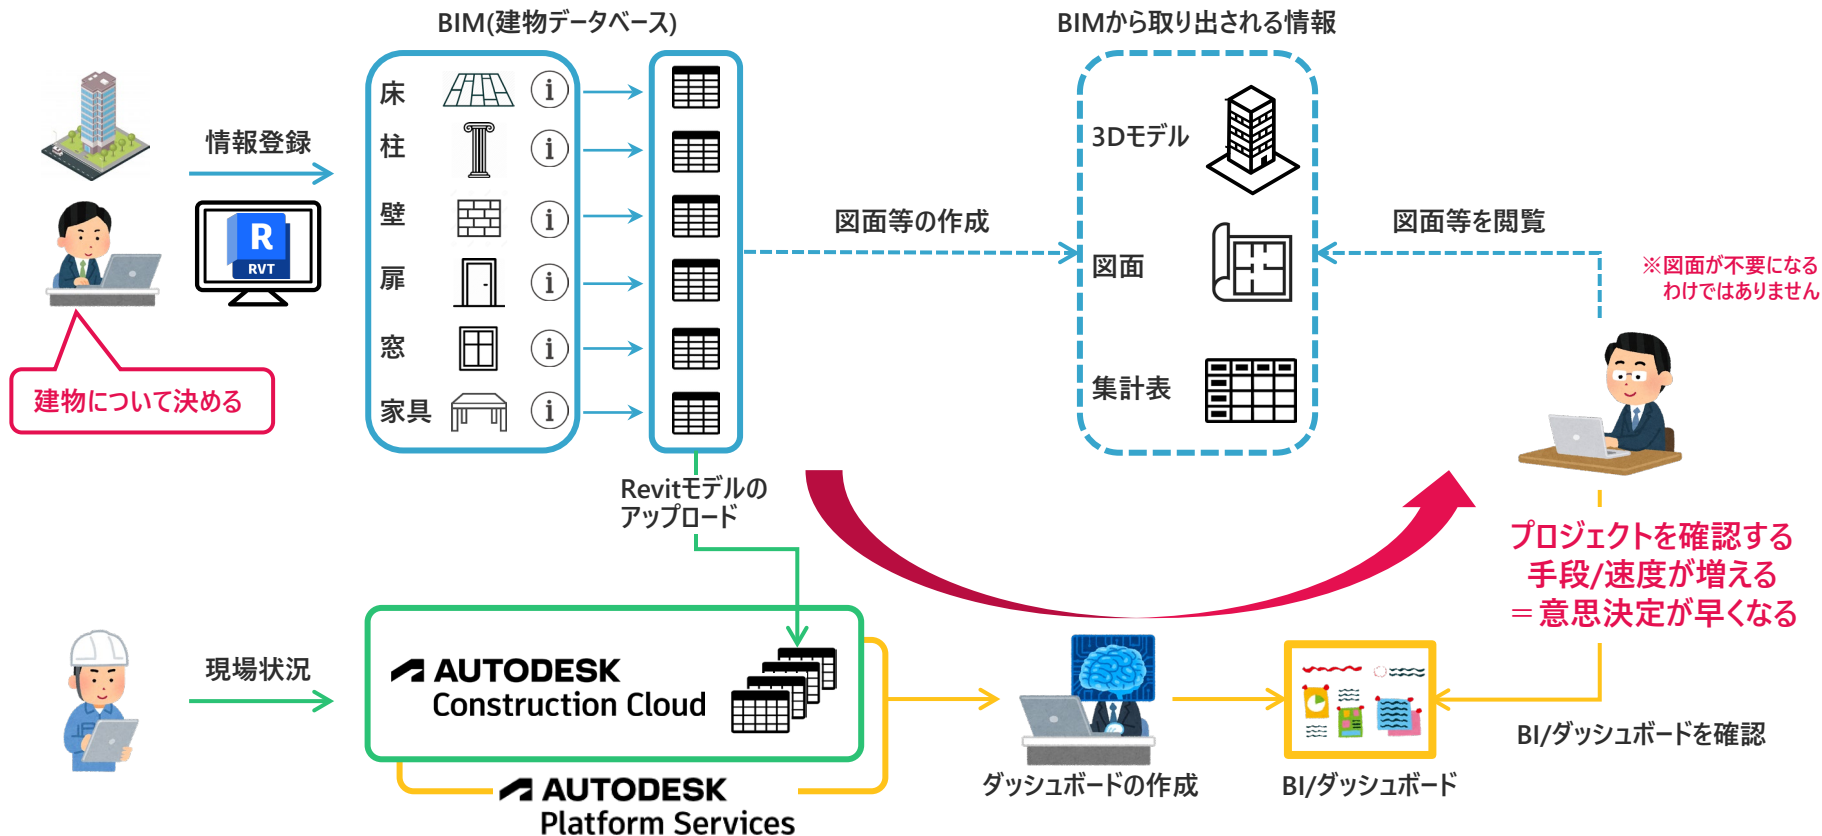 BIM(建物データベース)
BIMから取り出される情報
床
i
柱
i
壁
i
扉
i
窓
i
家具
i
情報登録
R
RVT
建物について決める
図面等の作成
3Dモデル
図面
集計表
図面等を閲覧
※図面が不要になる
わけではありません
Revitモデルの
アップロード
プロジェクトを確認する
手段/速度が増える
＝意思決定が早くなる
現場状況
AUTODESK
Construction Cloud
AUTODESK
Platform Services
ダッシュボードの作成
BI/ダッシュボード
BI/ダッシュボードを確認